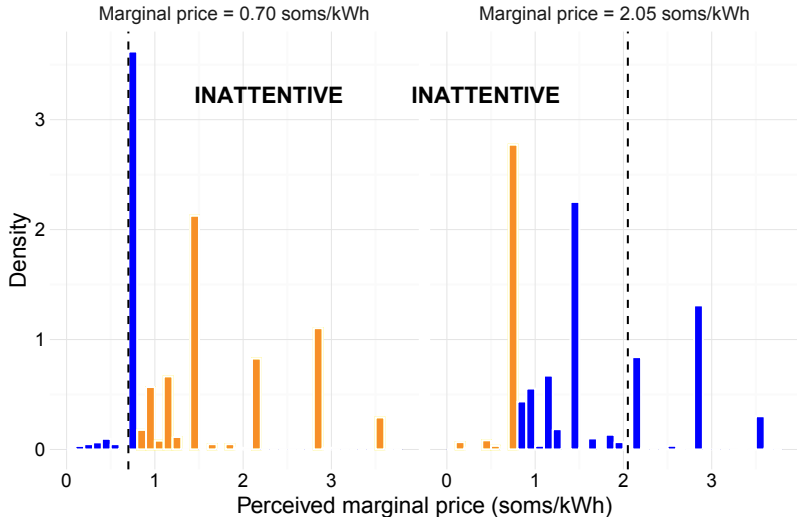 Marginal price = 0.70 soms/kWh
Marginal price = 2.05 soms/kWh
INATTENTIVE
INATTENTIVE
Density
3
2
1
0
0
1
2
3
0
1
2
3
Perceived marginal price (soms/kWh)